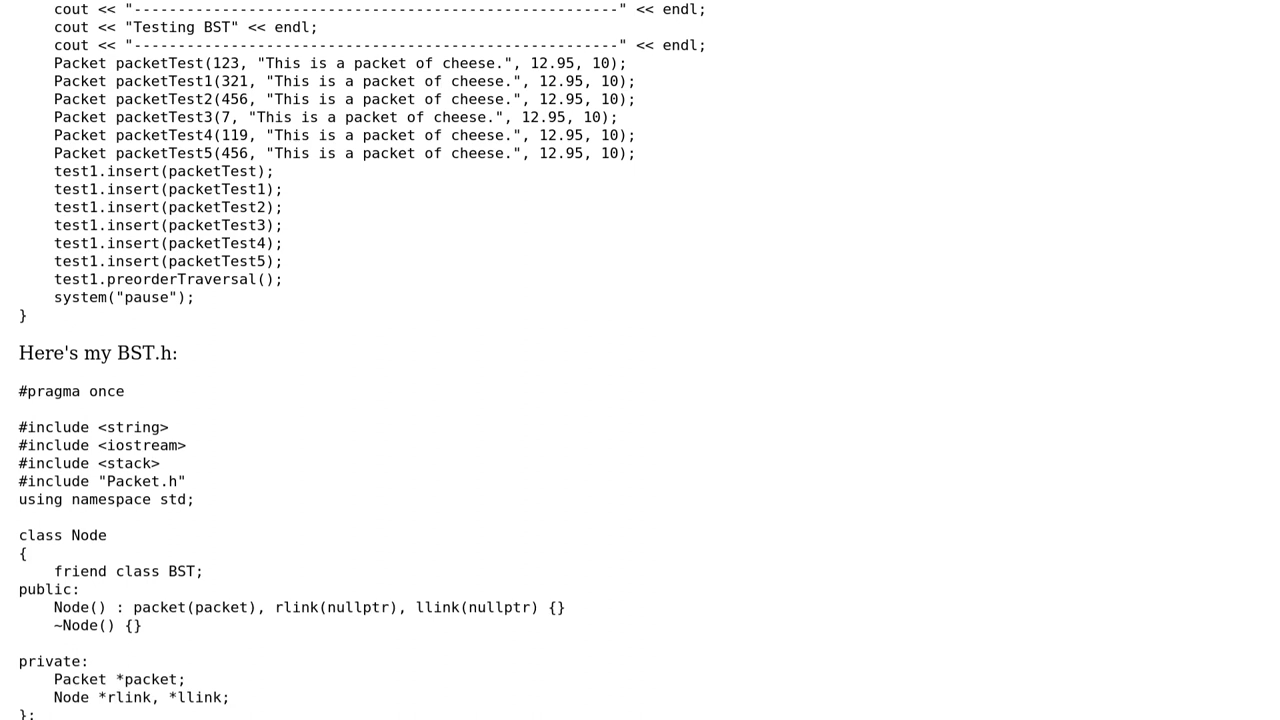 cout << "-------------------------------------------------------" << endl;
cout << "Testing BST" << endl;
cout << "-------------------------------------------------------" << endl;
Packet packetTest(123, "This is a packet of cheese.", 12.95, 10);
Packet packetTest1(321, "This is a packet of cheese.", 12.95, 10);
Packet packetTest2(456, "This is a packet of cheese.", 12.95, 10);
Packet packetTest3(7, "This is a packet of cheese.", 12.95, 10);
Packet packetTest4(119, "This is a packet of cheese.", 12.95, 10);
Packet packetTest5(456, "This is a packet of cheese.", 12.95, 10);
test1.insert(packetTest);
test1.insert(packetTest1);
test1.insert(packetTest2);
test1.insert(packetTest3);
test1.insert(packetTest4);
test1.insert(packetTest5);
test1.preorderTraversal();
system("pause");
}
Here's my BST.h:
#pragma once
#include <string>
#include <iostream>
#include <stack>
#include "Packet.h"
using namespace std;
class Node
{
friend class BST;
public:
Node() : packet(packet), rlink(nullptr), llink(nullptr) {}
~Node() {}
private:
Packet *packet;
Node *rlink, *llink;
};